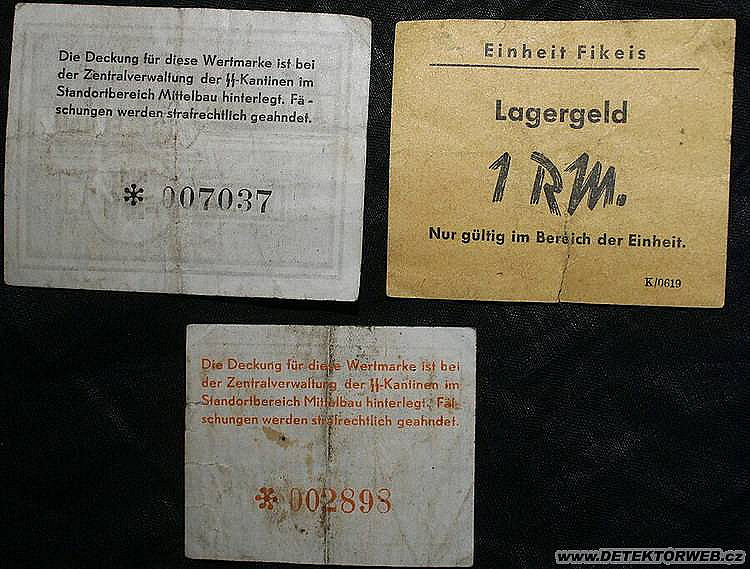 Die Deckung für diese Wertmarke ist bei
der Zentralverwaltung der ᛋᛋ-Kantinen im
Standortbereich Mittelbau hinterlegt. Fä-
schungen werden strafrechtlich geahndet.
* 007037
Einheit Fikeis
Lagergeld
1 RM.
Nur gültig im Bereich der Einheit.
K/0619
Die Deckung für diese Wertmarke ist bei
der Zentralverwaltung der ᛋᛋ-Kantinen im
Standortbereich Mittelbau hinterlegt. Fäl-
schungen werden strafrechtlich geahndet.
* 002898
www.DETEKTORWEB.cz